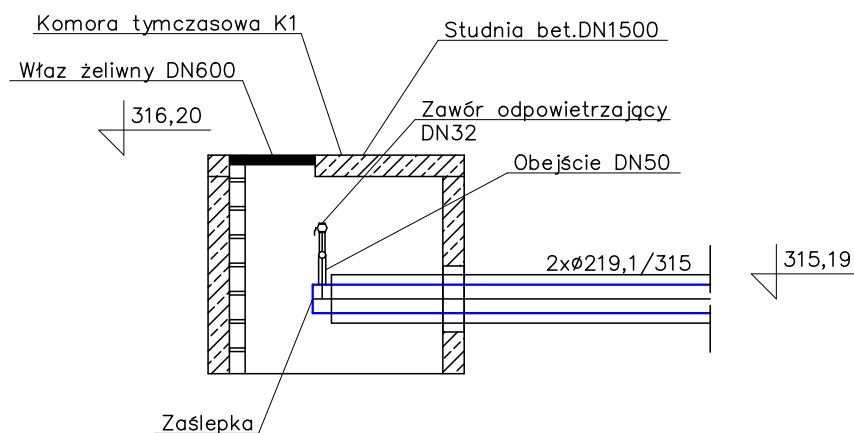 Komora tymczasowa K1
Studnia bet.DN1500
Właz żeliwny DN600
316,20
Zawór odpowietrzający
DN32
Obejście DN50
2xø219,1/315
315,19
Zaślepka